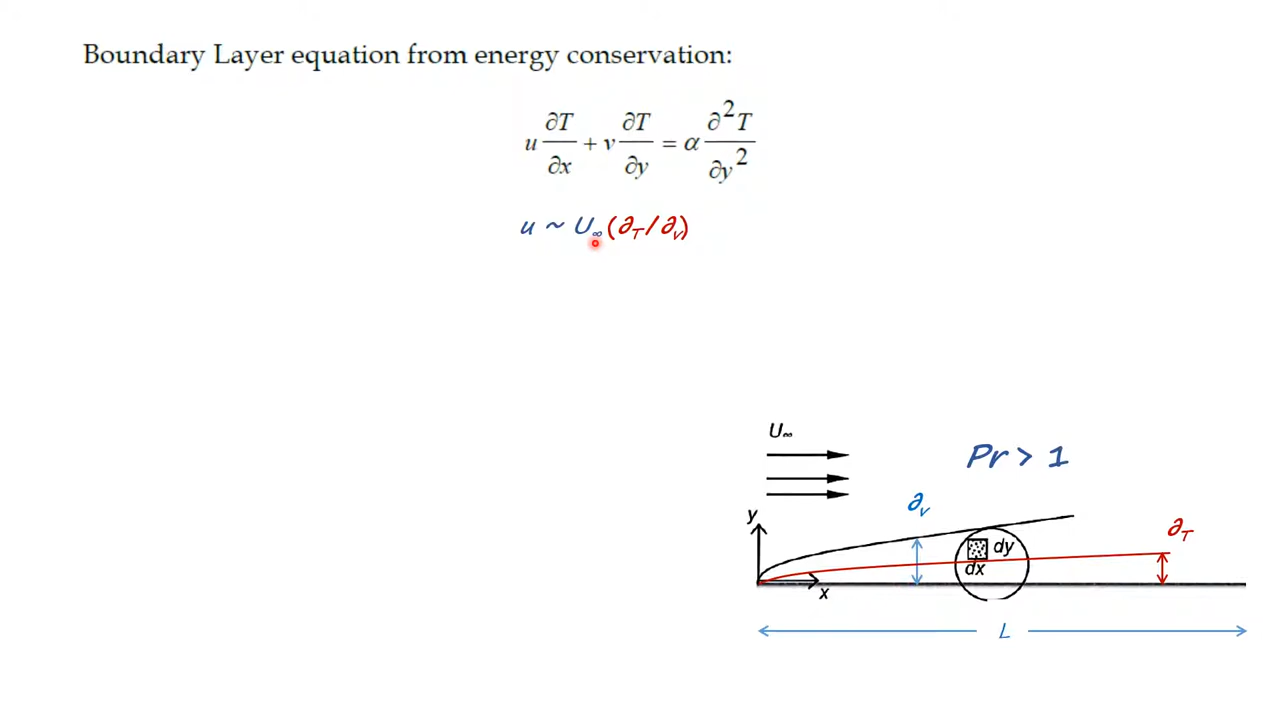 Boundary Layer equation from energy conservation:
u ∂T/∂x + v ∂T/∂y = α ∂²T/∂y²
u ~ U∞ (∂T / ∂v)
U∞
Pr > 1
∂v
y
∂T
dy
dx
x
L